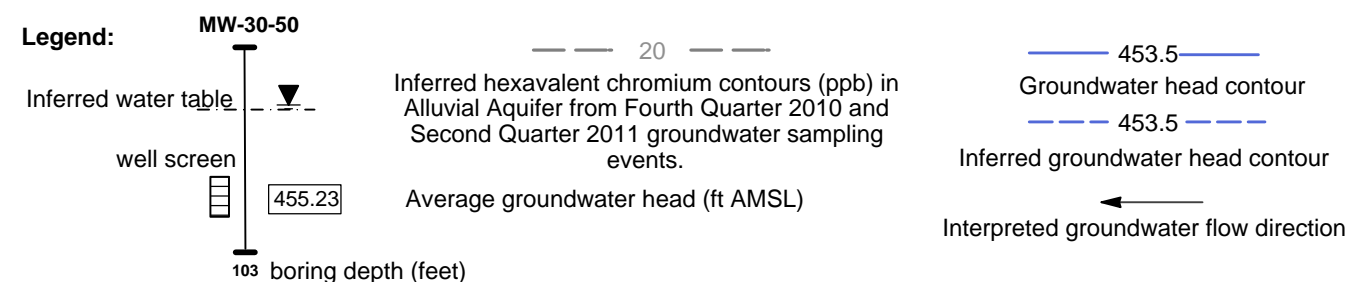 Legend:
MW-30-50
Inferred water table
well screen
455.23
103 boring depth (feet)
20
Inferred hexavalent chromium contours (ppb) in
Alluvial Aquifer from Fourth Quarter 2010 and
Second Quarter 2011 groundwater sampling
events.
Average groundwater head (ft AMSL)
453.5
Groundwater head contour
453.5
Inferred groundwater head contour
Interpreted groundwater flow direction